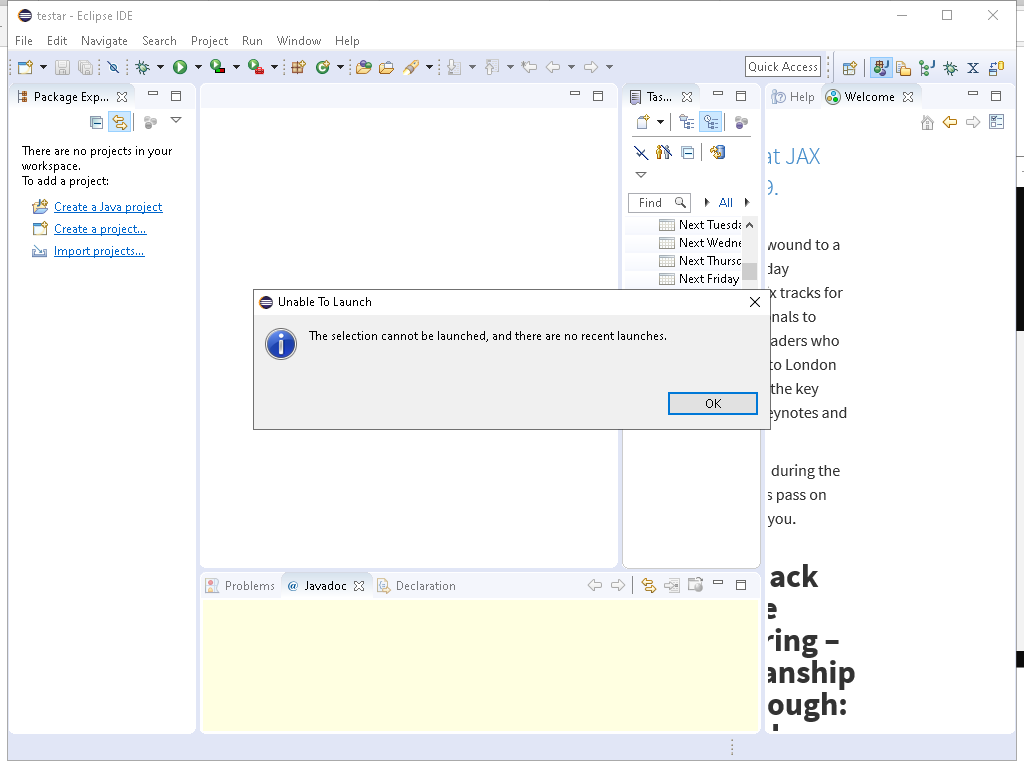 testar - Eclipse IDE
File Edit Navigate Search Project Run Window Help
Quick Access
Package Exp...
There are no projects in your
workspace.
To add a project:
Create a Java project
Create a project...
Import projects...
Tas...
Find
All
Next Tuesda
Next Wedne
Next Thursd
Next Friday
Help
Welcome
at JAX
9.
wound to a
day
x tracks for
nals to
aders who
to London
the key
eynotes and
during the
s pass on
you.
ack
e
ring –
anship
ough:
Unable To Launch
The selection cannot be launched, and there are no recent launches.
OK
Problems
@ Javadoc
Declaration